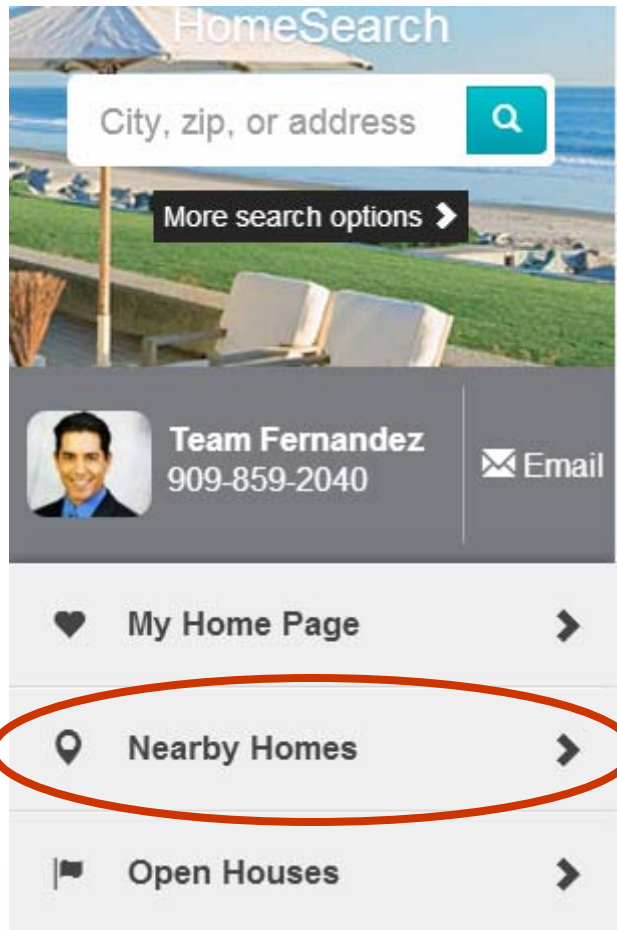 HomeSearch
City, zip, or address
More search options
Team Fernandez
909-859-2040
Email
My Home Page
Nearby Homes
Open Houses